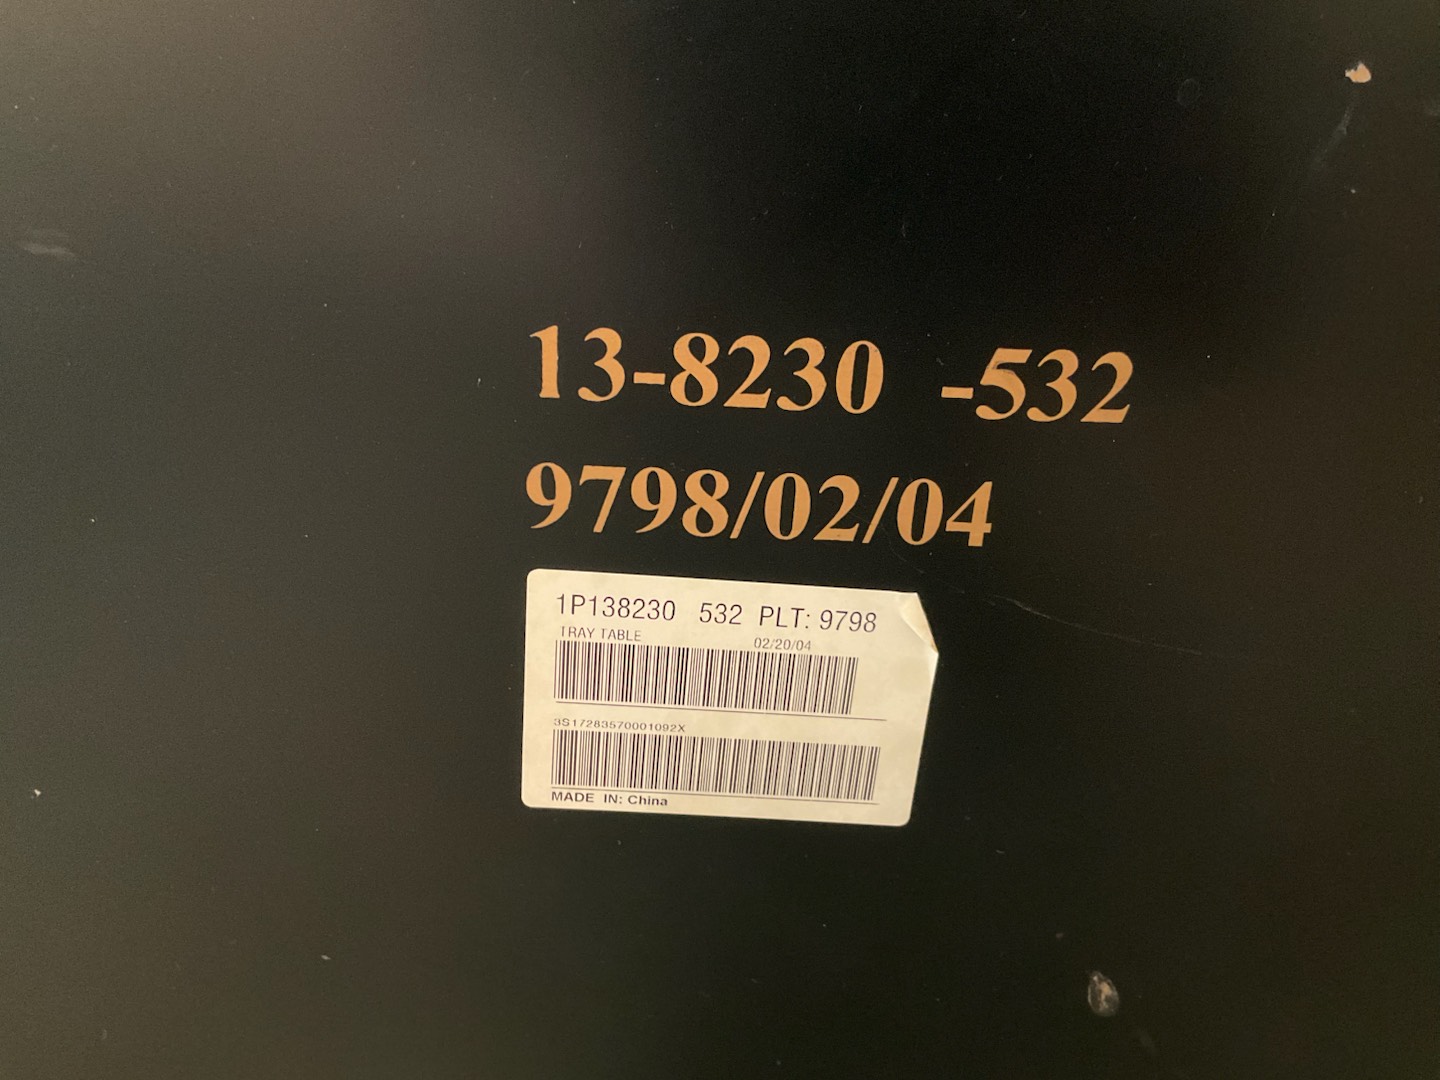 13-8230 -532
9798/02/04
1P138230 532 PLT: 9798
TRAY TABLE 02/20/04
3S17283570001092X
MADE IN: China